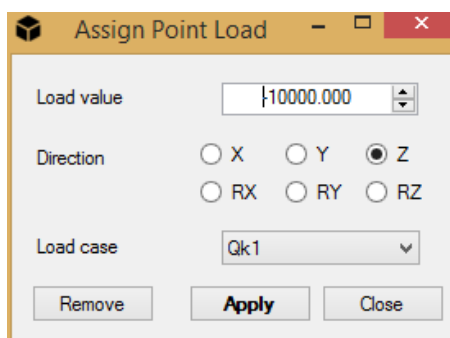 Assign Point Load
Load value -10000.000
Direction X Y Z
RX RY RZ
Load case Qk1
Remove Apply Close